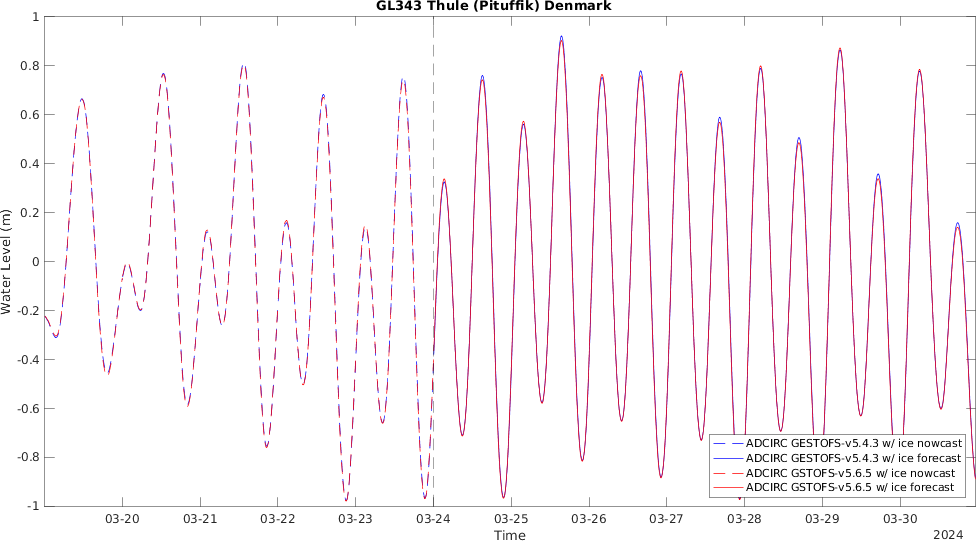 GL343 Thule (Pituffik) Denmark
1
0.8
0.6
0.4
0.2
0
-0.2
-0.4
-0.6
-0.8
-1
Water Level (m)
ADCIRC GESTOFS-v5.4.3 w/ ice nowcast
ADCIRC GESTOFS-v5.4.3 w/ ice forecast
ADCIRC GSTOFS-v5.6.5 w/ ice nowcast
ADCIRC GSTOFS-v5.6.5 w/ ice forecast
03-20 03-21 03-22 03-23 03-24 03-25 03-26 03-27 03-28 03-29 03-30
Time
2024